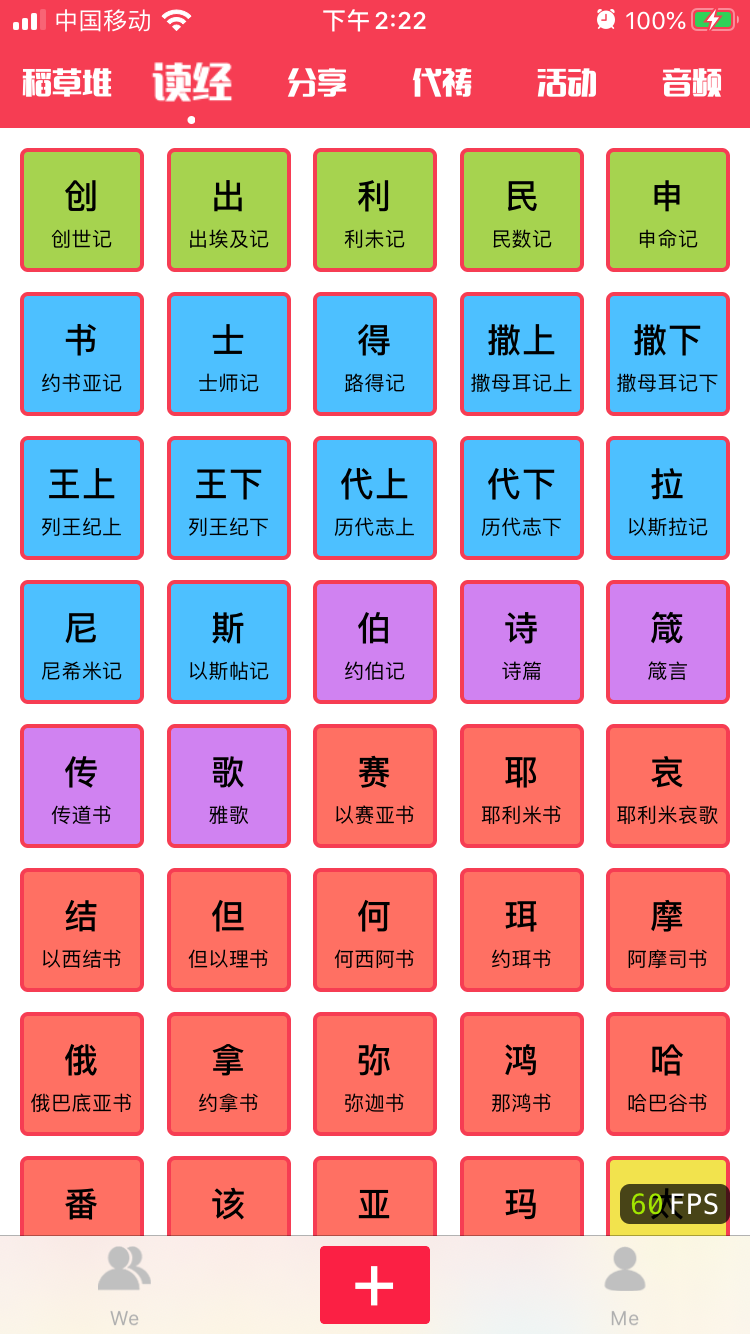 中国移动 下午2:22 100%
稻草堆 读经 分享 代祷 活动 音频
创 出 利 民 申
创世记 出埃及记 利未记 民数记 申命记
书 士 得 撒上 撒下
约书亚记 士师记 路得记 撒母耳记上 撒母耳记下
王上 王下 代上 代下 拉
列王纪上 列王纪下 历代志上 历代志下 以斯拉记
尼 斯 伯 诗 箴
尼希米记 以斯帖记 约伯记 诗篇 箴言
传 歌 赛 耶 哀
传道书 雅歌 以赛亚书 耶利米书 耶利米哀歌
结 但 何 珥 摩
以西结书 但以理书 何西阿书 约珥书 阿摩司书
俄 拿 弥 鸿 哈
俄巴底亚书 约拿书 弥迦书 那鸿书 哈巴谷书
番 该 亚 玛
60FPS
We Me